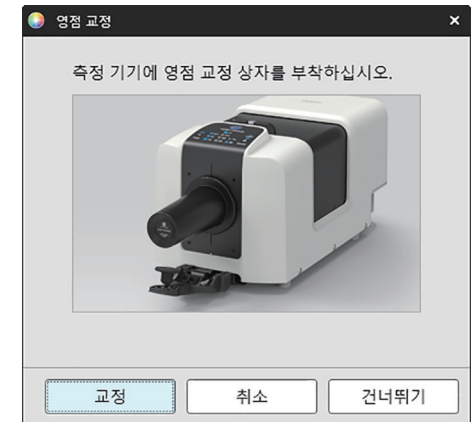 영점 교정
측정 기기에 영점 교정 상자를 부착하십시오.
교정
취소
건너뛰기